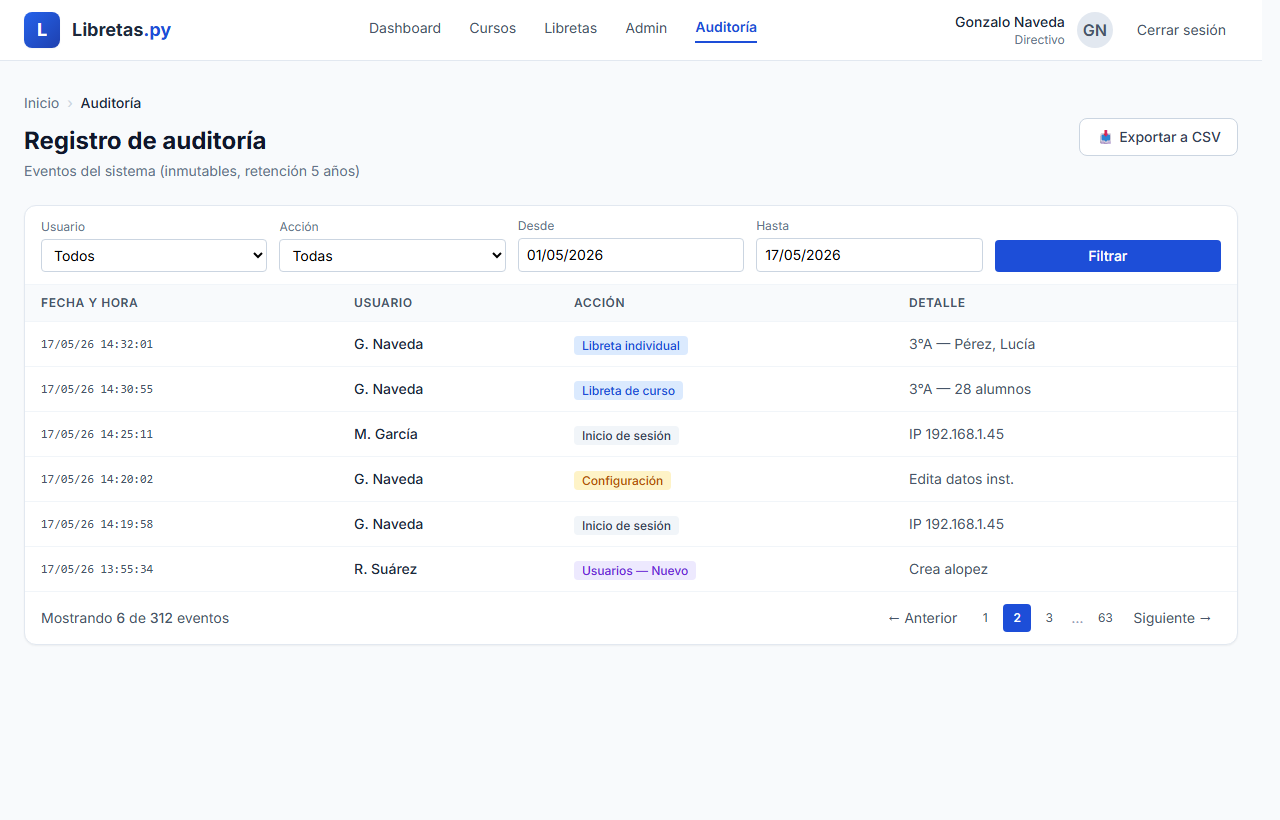 L Libretas.py Dashboard Cursos Libretas Admin Auditoría Gonzalo Naveda Directivo GN Cerrar sesión
Inicio › Auditoría
Registro de auditoría
Eventos del sistema (inmutables, retención 5 años)
Exportar a CSV
Usuario Acción Desde Hasta
Todos Todas 01/05/2026 17/05/2026 Filtrar
FECHA Y HORA USUARIO ACCIÓN DETALLE
17/05/26 14:32:01 G. Naveda Libreta individual 3°A — Pérez, Lucía
17/05/26 14:30:55 G. Naveda Libreta de curso 3°A — 28 alumnos
17/05/26 14:25:11 M. García Inicio de sesión IP 192.168.1.45
17/05/26 14:20:02 G. Naveda Configuración Edita datos inst.
17/05/26 14:19:58 G. Naveda Inicio de sesión IP 192.168.1.45
17/05/26 13:55:34 R. Suárez Usuarios — Nuevo Crea alopez
Mostrando 6 de 312 eventos ← Anterior 1 2 3 … 63 Siguiente →